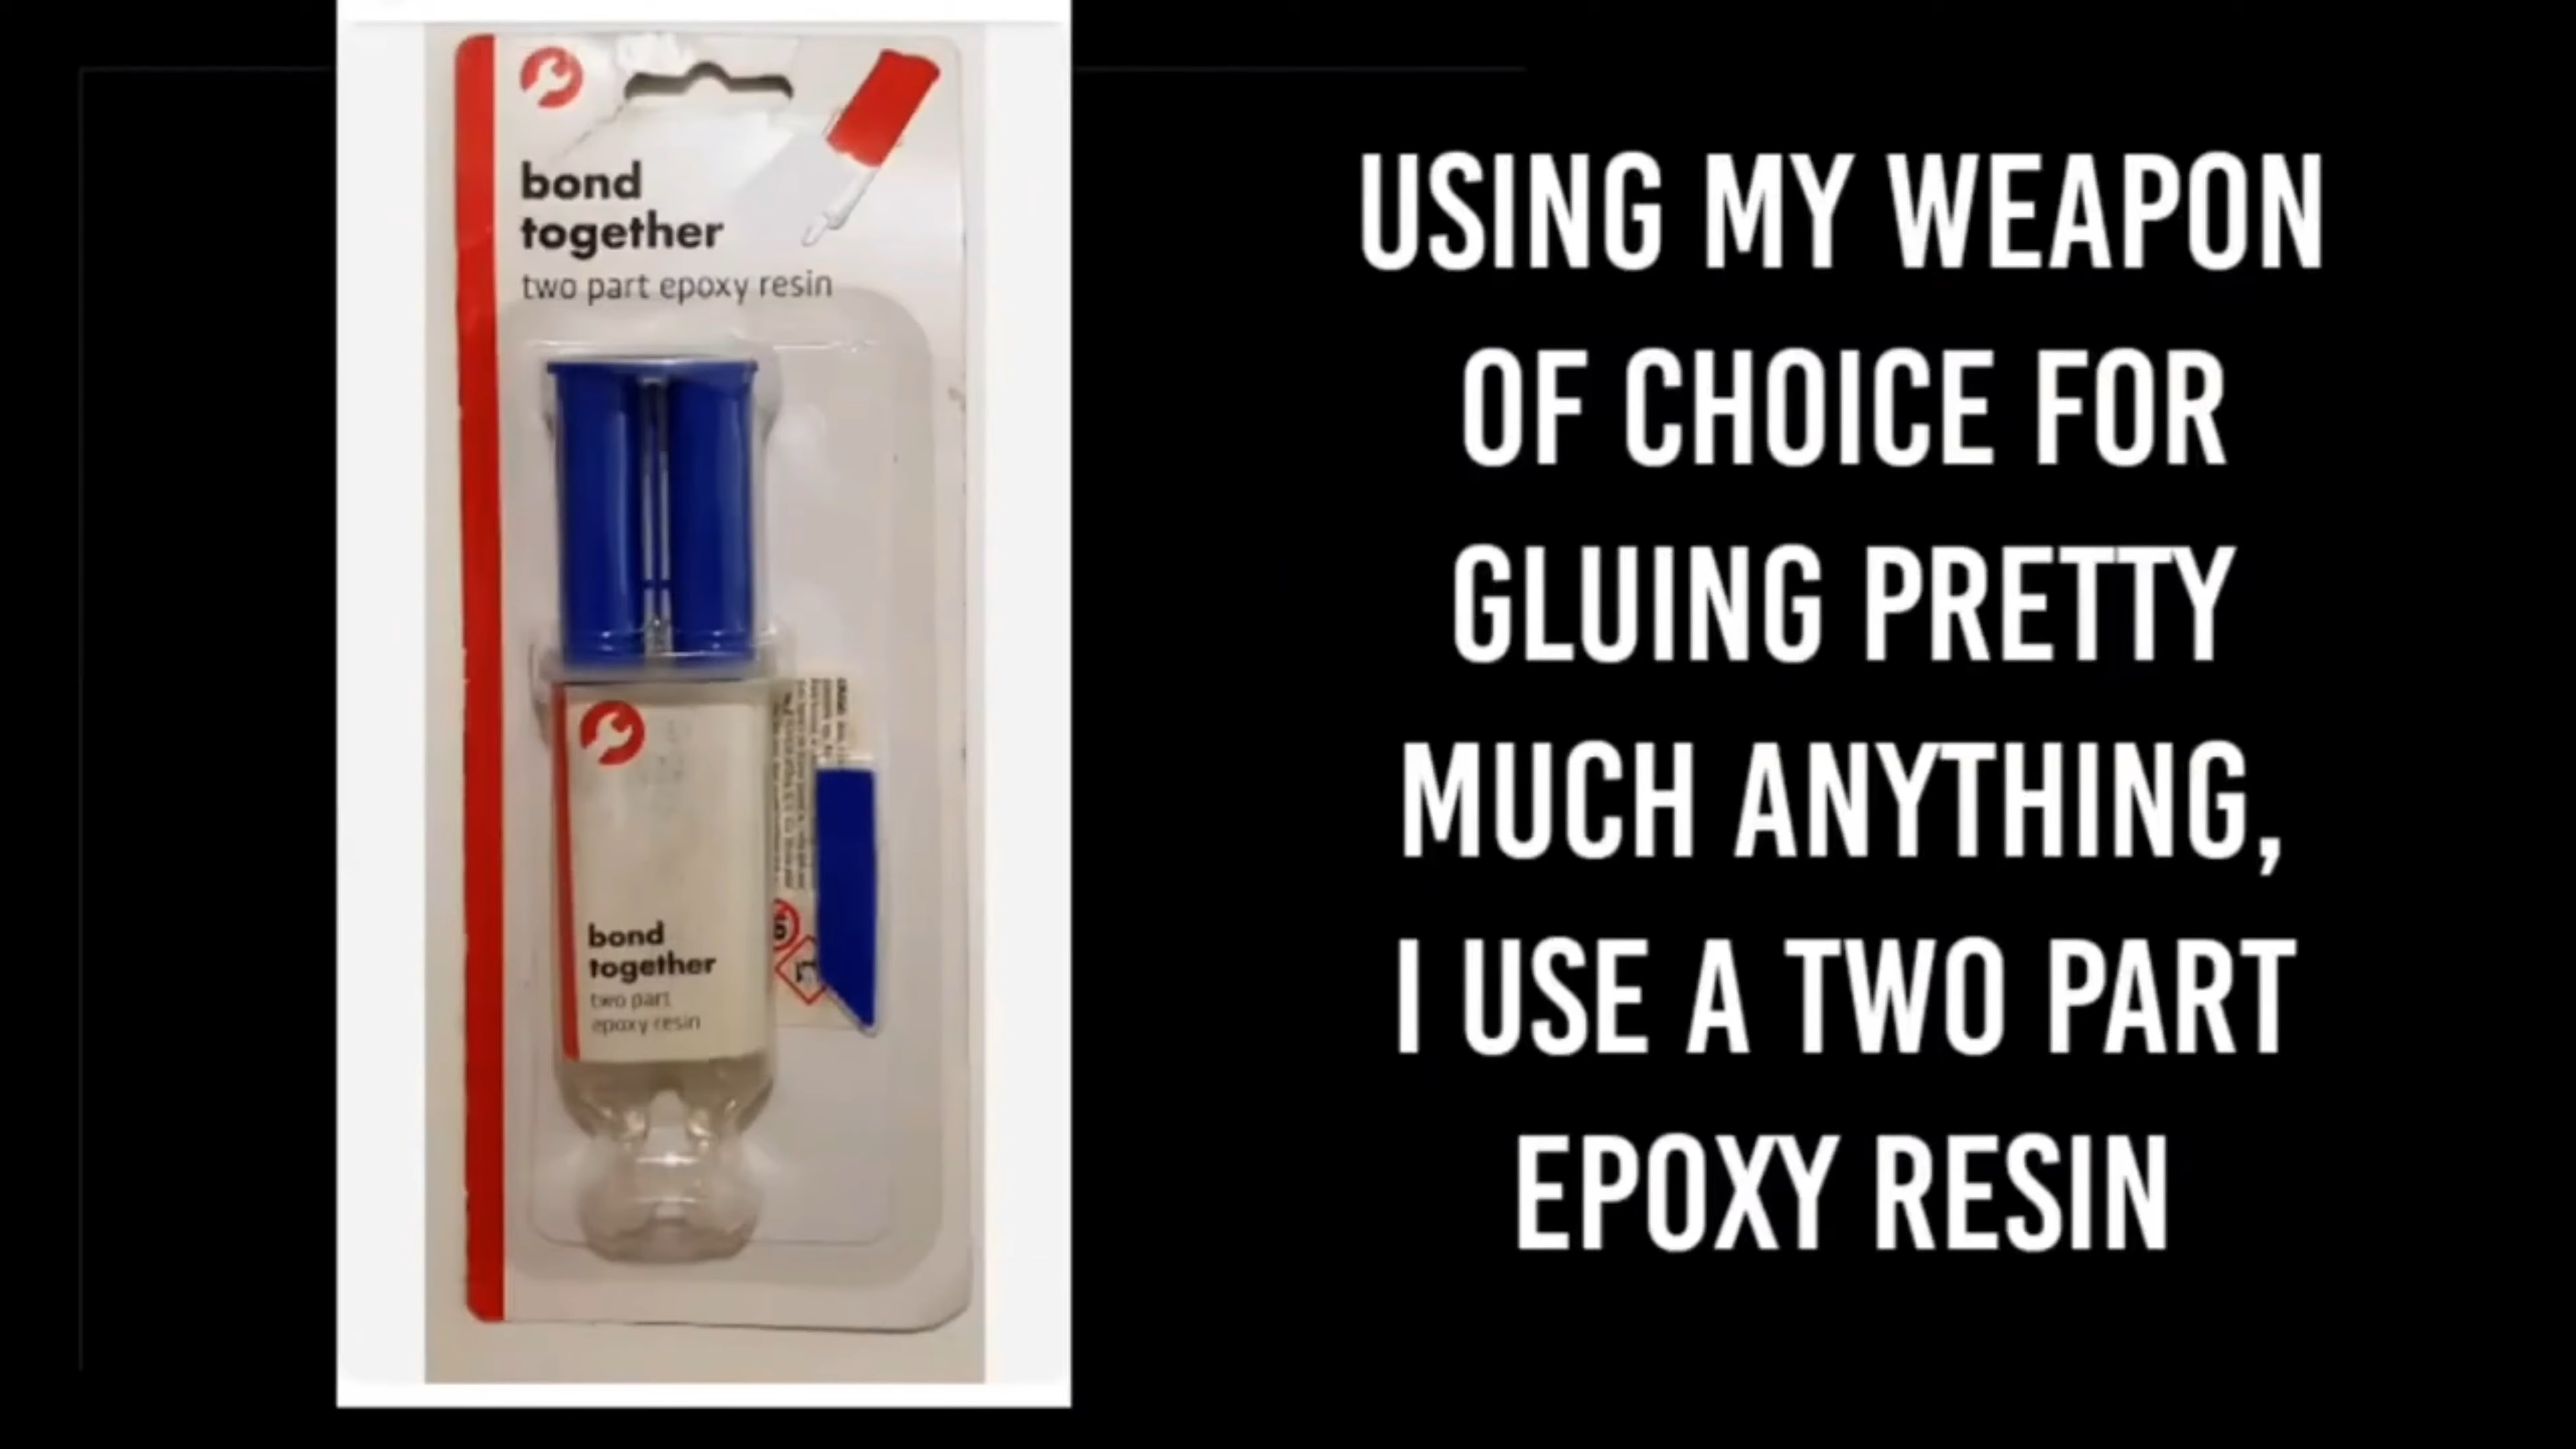 bond
together
two part epoxy resin
bond
together
two part
epoxy resin
USING MY WEAPON
OF CHOICE FOR
GLUING PRETTY
MUCH ANYTHING,
I USE A TWO PART
EPOXY RESIN